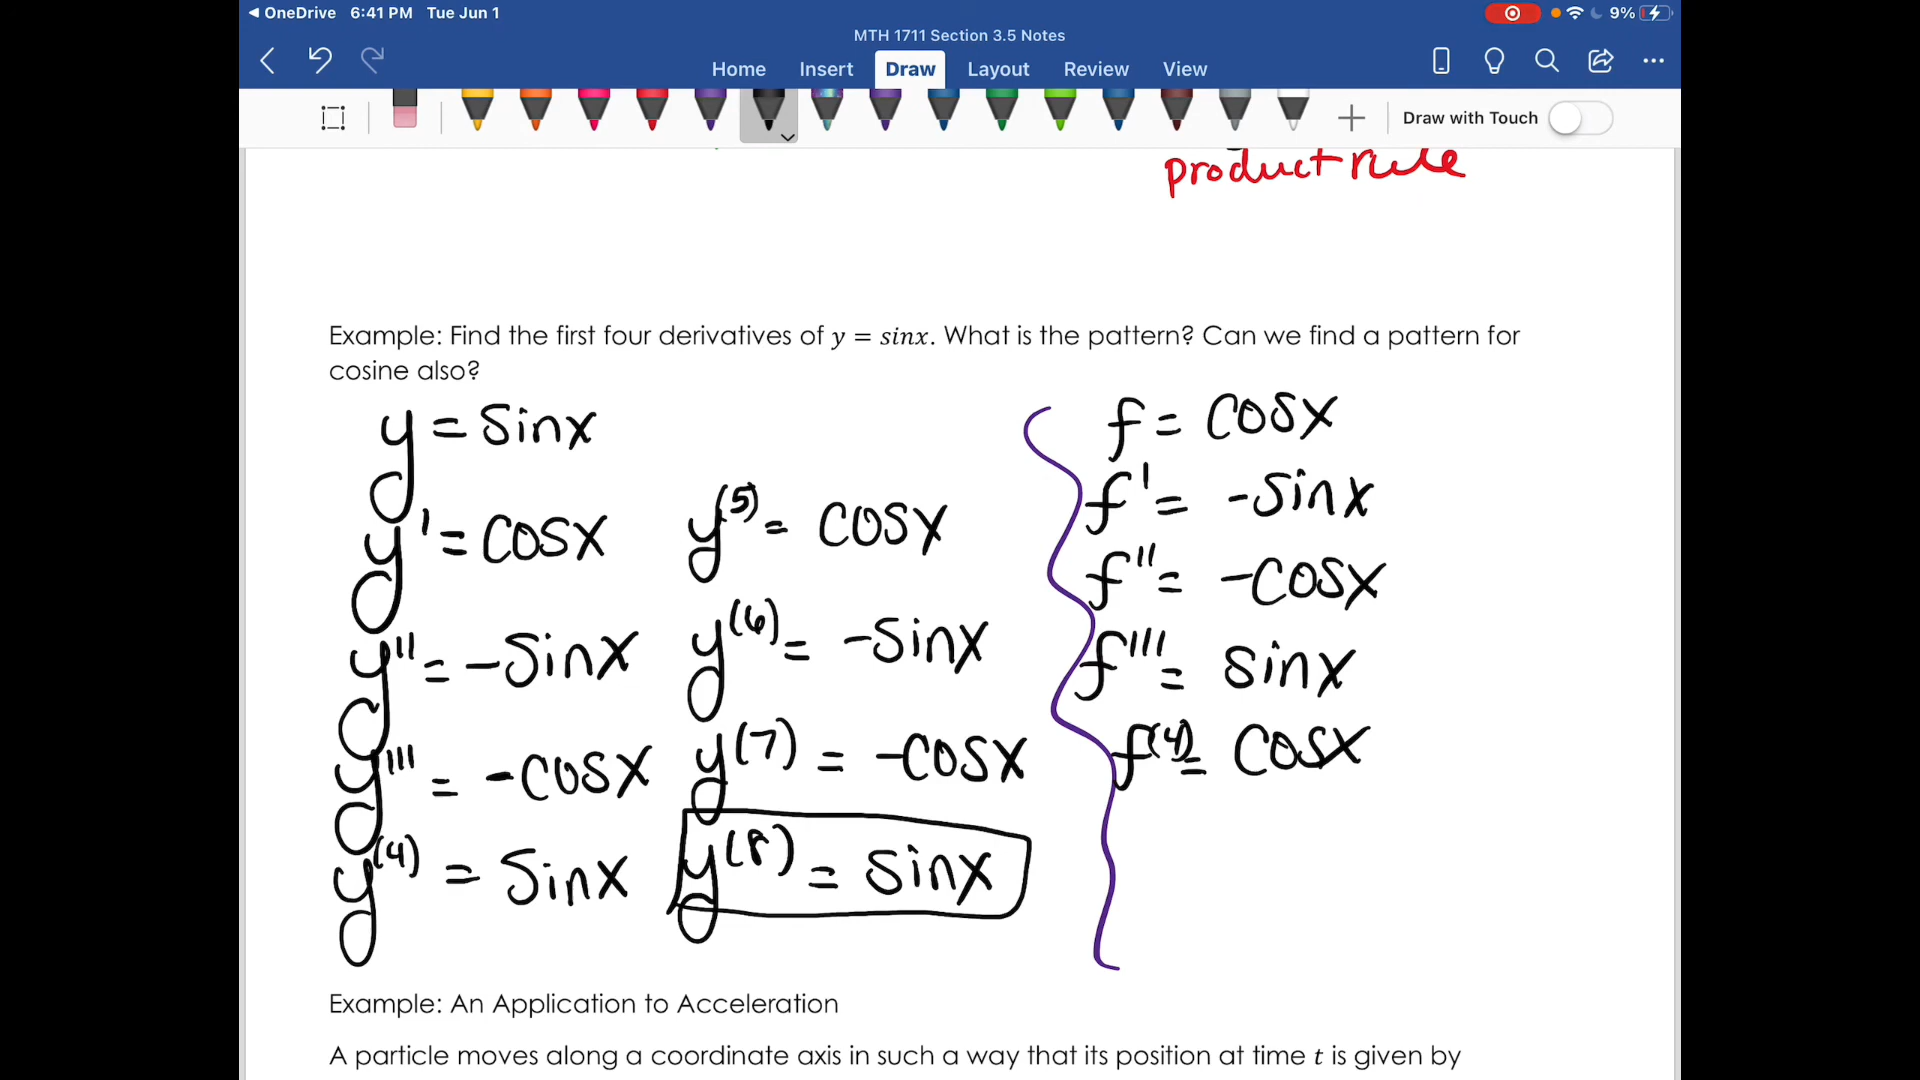 OneDrive 6:41 PM Tue Jun 1 9%
MTH 1711 Section 3.5 Notes
Home Insert Draw Layout Review View
Draw with Touch
product rule
Example: Find the first four derivatives of y = sinx. What is the pattern? Can we find a pattern for
cosine also?
y = sinx
y' = cosx
y'' = -sinx
y''' = -cosx
y⁽⁴⁾ = sinx
y⁽⁵⁾ = cosx
y⁽⁶⁾ = -sinx
y⁽⁷⁾ = -cosx
y⁽⁸⁾ = sinx
f = cosx
f' = -sinx
f'' = -cosx
f''' = sinx
f⁽⁴⁾ = cosx
Example: An Application to Acceleration
A particle moves along a coordinate axis in such a way that its position at time t is given by